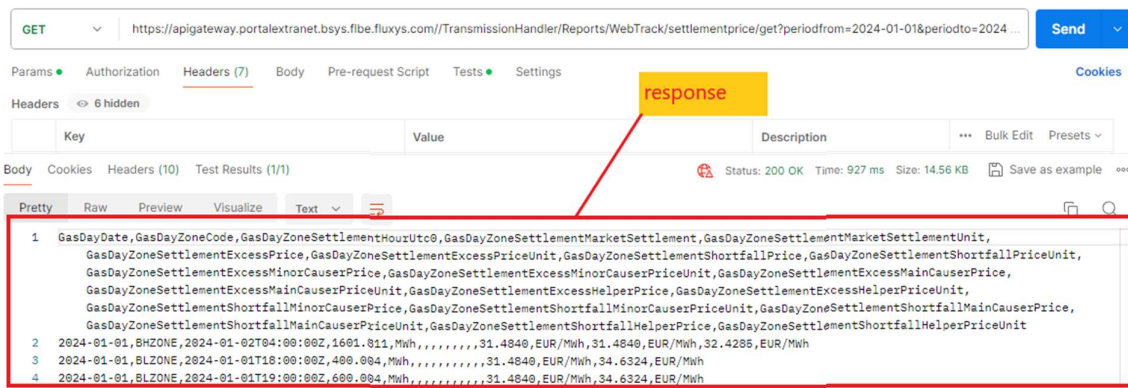 GET https://apigateway.portalextranet.bsys.flbe.fluxys.com//TransmissionHandler/Reports/WebTrack/settlementprice/get?periodfrom=2024-01-01&periodto=2024 ... Send
Params Authorization Headers (7) Body Pre-request Script Tests Settings Cookies
response
Headers 6 hidden
Key Value Description ... Bulk Edit Presets
Body Cookies Headers (10) Test Results (1/1) Status: 200 OK Time: 927 ms Size: 14.56 KB Save as example
Pretty Raw Preview Visualize Text
1 GasDayDate,GasDayZoneCode,GasDayZoneSettlementHourUtc0,GasDayZoneSettlementMarketSettlement,GasDayZoneSettlementMarketSettlementUnit,
GasDayZoneSettlementExcessPrice,GasDayZoneSettlementExcessPriceUnit,GasDayZoneSettlementShortfallPrice,GasDayZoneSettlementShortfallPriceUnit,
GasDayZoneSettlementExcessMinorCauserPrice,GasDayZoneSettlementExcessMinorCauserPriceUnit,GasDayZoneSettlementExcessMainCauserPrice,
GasDayZoneSettlementExcessMainCauserPriceUnit,GasDayZoneSettlementExcessHelperPrice,GasDayZoneSettlementExcessHelperPriceUnit,
GasDayZoneSettlementShortfallMinorCauserPrice,GasDayZoneSettlementShortfallMinorCauserPriceUnit,GasDayZoneSettlementShortfallMainCauserPrice,
GasDayZoneSettlementShortfallMainCauserPriceUnit,GasDayZoneSettlementShortfallHelperPrice,GasDayZoneSettlementShortfallHelperPriceUnit
2 2024-01-01,BHZONE,2024-01-02T04:00:00Z,1601.811,MWh,,,,,,,,,,31.4840,EUR/MWh,31.4840,EUR/MWh,32.4285,EUR/MWh
3 2024-01-01,BLZONE,2024-01-01T18:00:00Z,400.004,MWh,,,,,,,,,,,,31.4840,EUR/MWh,34.6324,EUR/MWh
4 2024-01-01,BLZONE,2024-01-01T19:00:00Z,600.004,MWh,,,,,,,,,,,,31.4840,EUR/MWh,34.6324,EUR/MWh